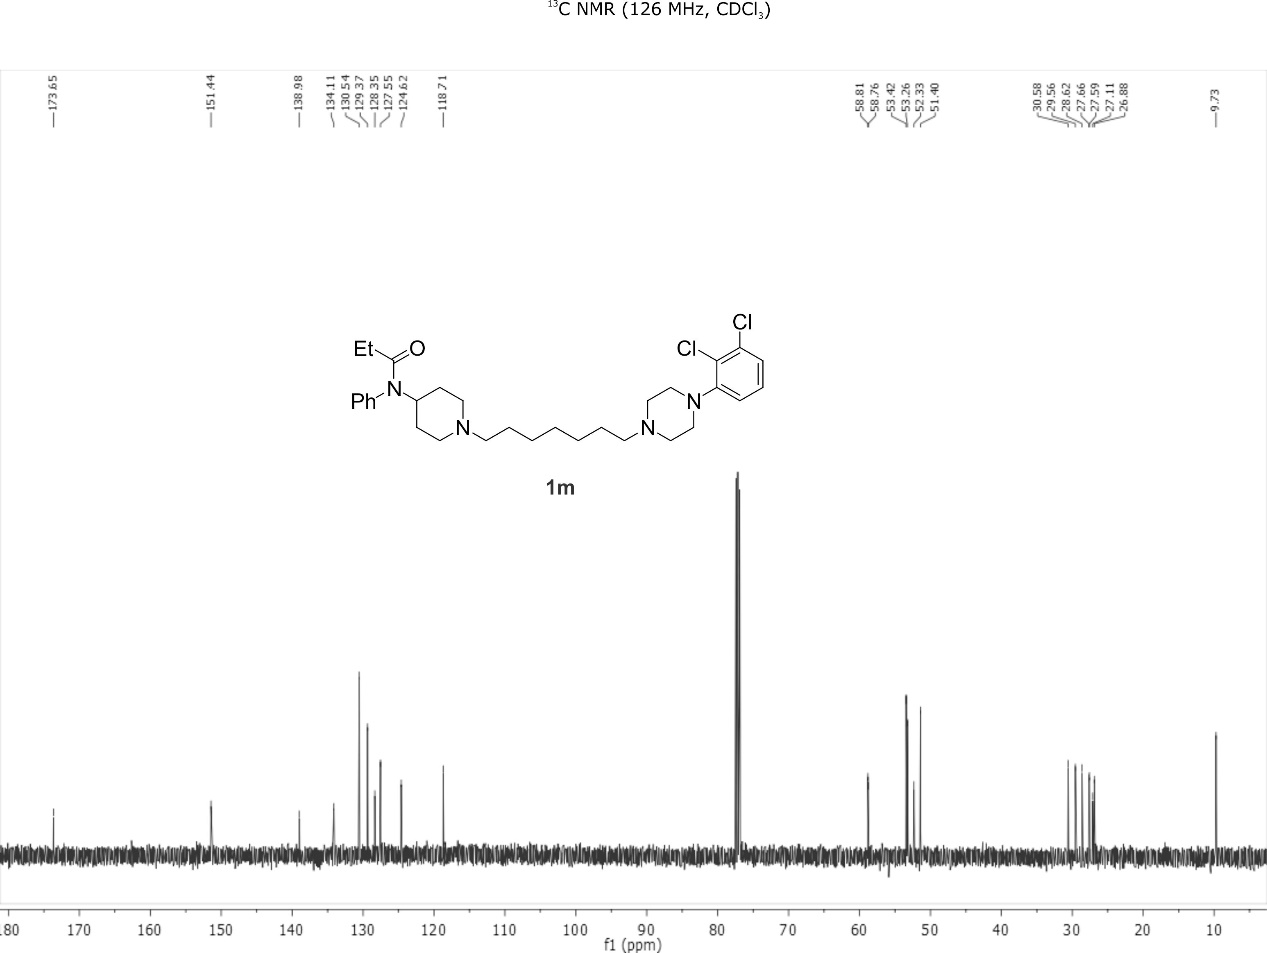 ¹³C NMR (126 MHz, CDCl₃)
173.65
151.44
138.98
134.11
130.54
129.37
128.35
127.55
124.62
118.71
58.81
58.76
53.42
53.26
52.33
51.40
30.58
29.56
28.62
27.66
27.59
27.11
26.88
9.73
Cl
Cl
Et
O
N
Ph
N
N
N
1m
80 170 160 150 140 130 120 110 100 90 80 70 60 50 40 30 20 10
f1 (ppm)